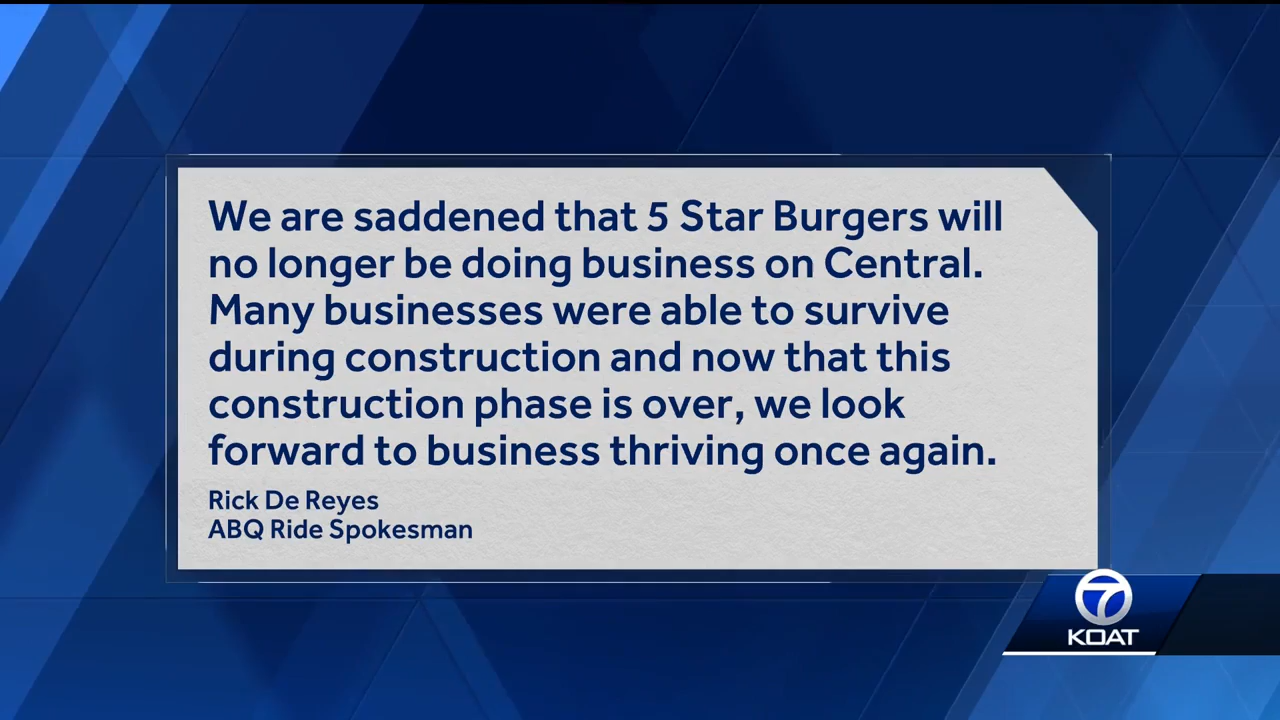 We are saddened that 5 Star Burgers will
no longer be doing business on Central.
Many businesses were able to survive
during construction and now that this
construction phase is over, we look
forward to business thriving once again.
Rick De Reyes
ABQ Ride Spokesman
7
KOAT